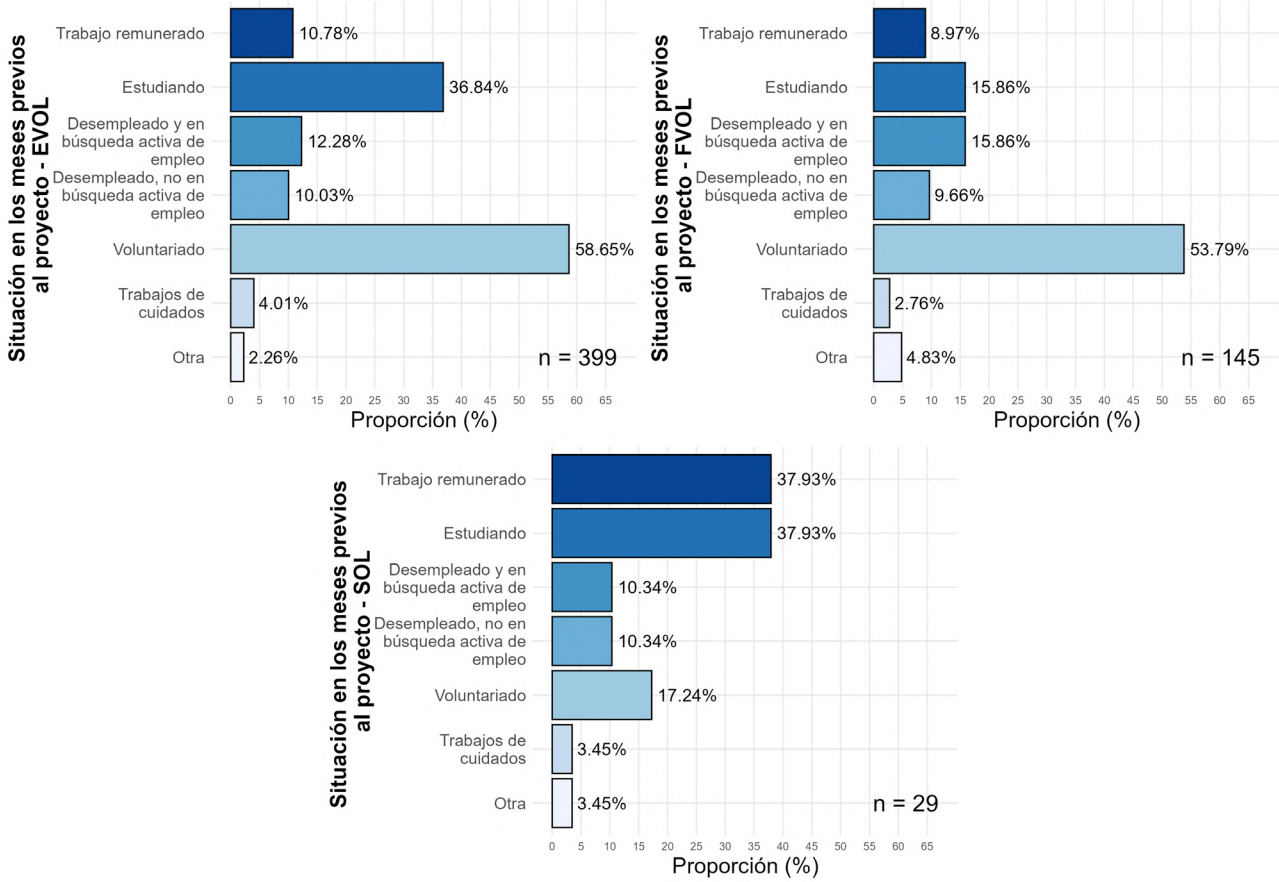 Situación en los meses previos
al proyecto - EVOL
Trabajo remunerado
10.78%
Estudiando
36.84%
Desempleado y en
búsqueda activa de
empleo
12.28%
Desempleado, no en
búsqueda activa de
empleo
10.03%
Voluntariado
58.65%
Trabajos de
cuidados
4.01%
Otra
2.26%
n = 399
0 5 10 15 20 25 30 35 40 45 50 55 60 65
Proporción (%)
Situación en los meses previos
al proyecto - FVOL
Trabajo remunerado
8.97%
Estudiando
15.86%
Desempleado y en
búsqueda activa de
empleo
15.86%
Desempleado, no en
búsqueda activa de
empleo
9.66%
Voluntariado
53.79%
Trabajos de
cuidados
2.76%
Otra
4.83%
n = 145
0 5 10 15 20 25 30 35 40 45 50 55 60 65
Proporción (%)
Situación en los meses previos
al proyecto - SOL
Trabajo remunerado
37.93%
Estudiando
37.93%
Desempleado y en
búsqueda activa de
empleo
10.34%
Desempleado, no en
búsqueda activa de
empleo
10.34%
Voluntariado
17.24%
Trabajos de
cuidados
3.45%
Otra
3.45%
n = 29
0 5 10 15 20 25 30 35 40 45 50 55 60 65
Proporción (%)